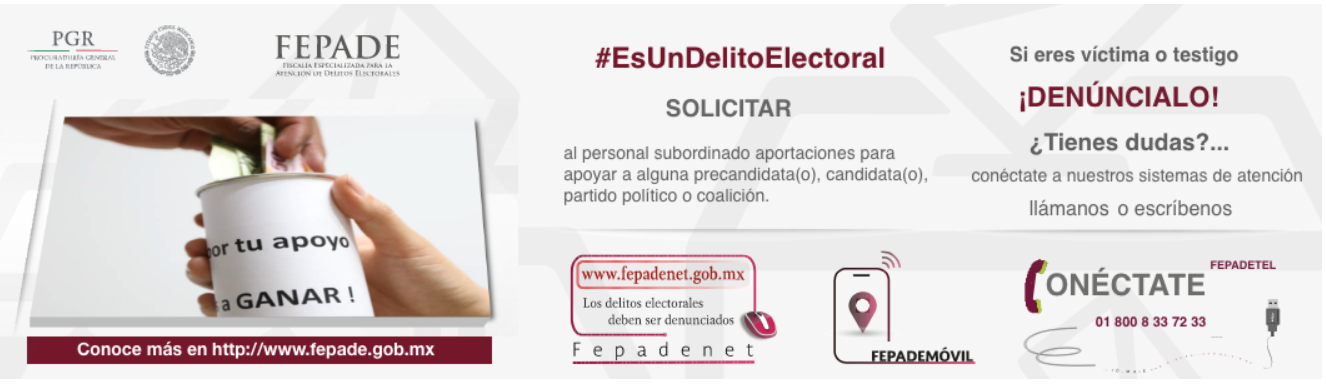 PGR
PROCURADURÍA GENERAL
DE LA REPÚBLICA
FEPADE
FISCALÍA ESPECIALIZADA PARA LA
ATENCIÓN DE DELITOS ELECTORALES
por tu apoyo
a GANAR !
Conoce más en http://www.fepade.gob.mx
#EsUnDelitoElectoral
SOLICITAR
al personal subordinado aportaciones para
apoyar a alguna precandidata(o), candidata(o),
partido político o coalición.
www.fepadenet.gob.mx
Los delitos electorales
deben ser denunciados
Fepadenet
FEPADEMÓVIL
Si eres víctima o testigo
¡DENÚNCIALO!
¿Tienes dudas?...
conéctate a nuestros sistemas de atención
llámanos o escríbenos
FEPADETEL
ONÉCTATE
01 800 8 33 72 33